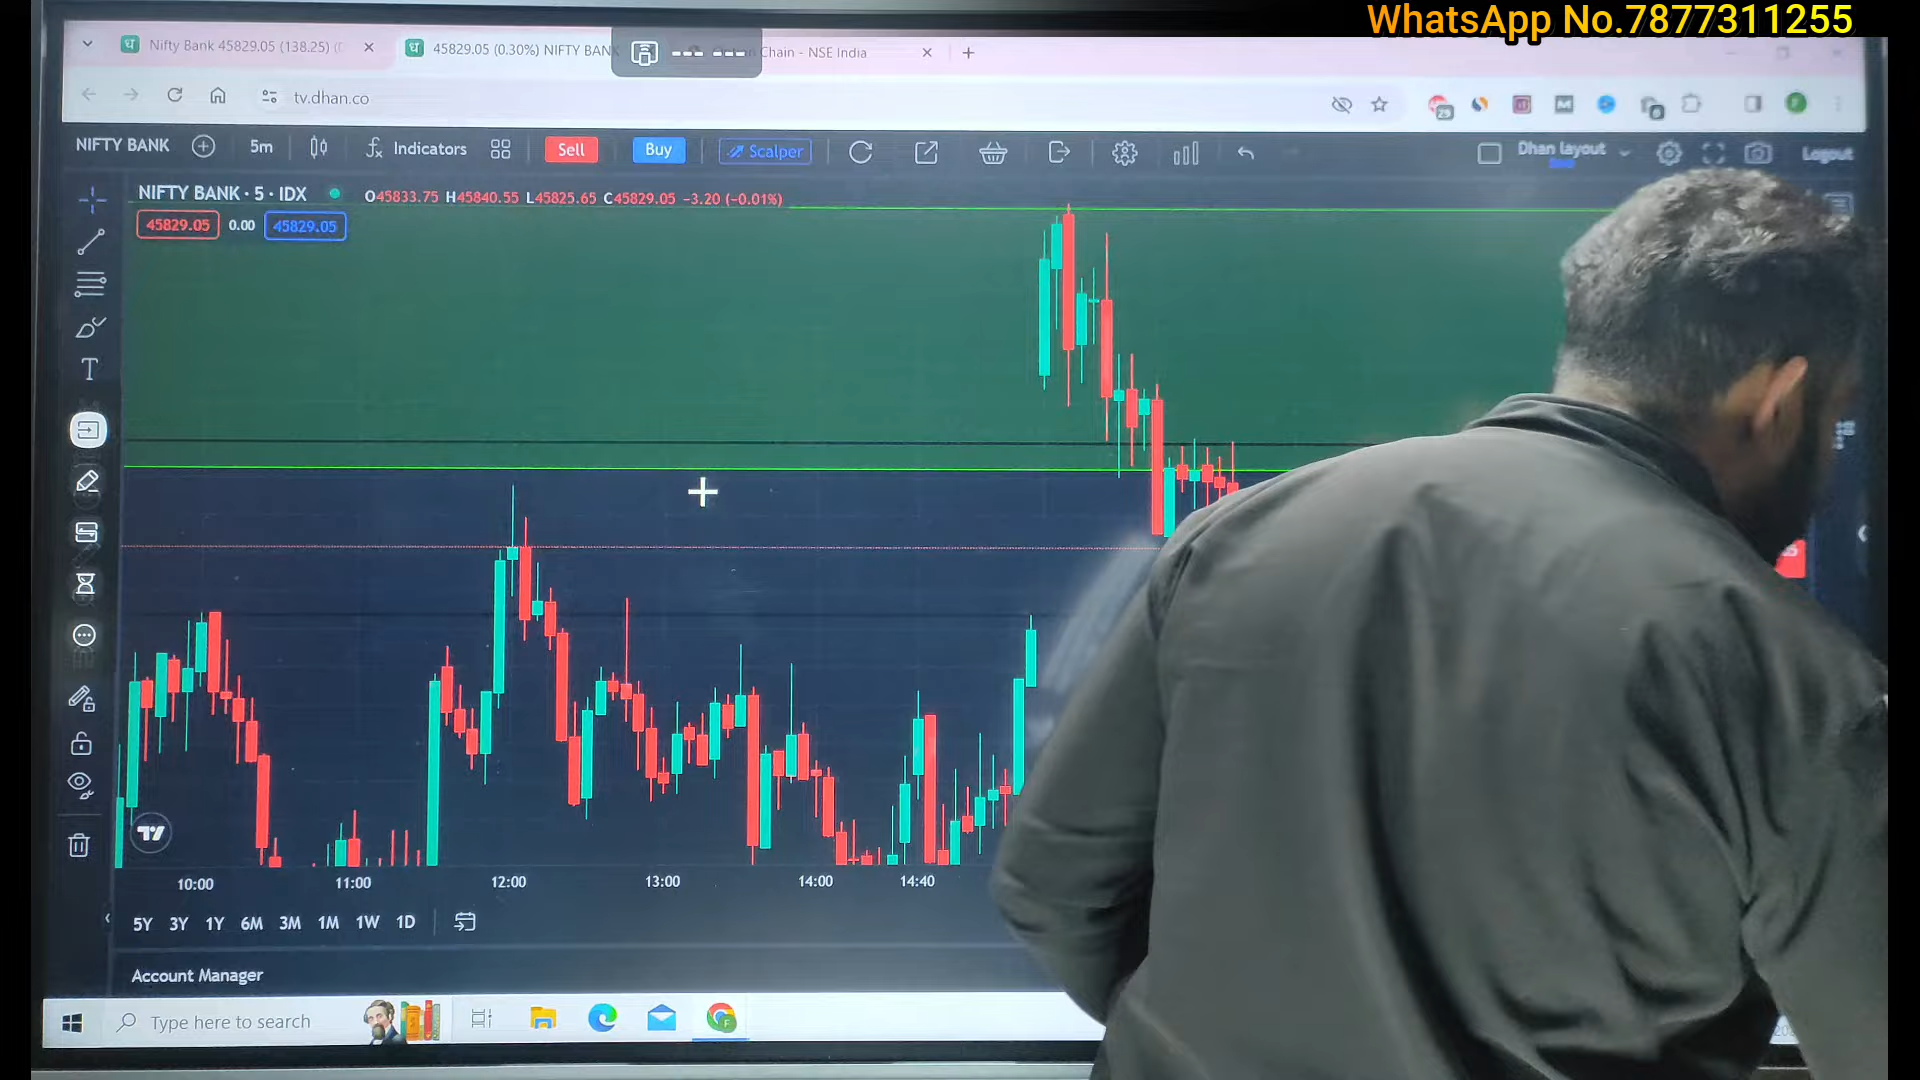 WhatsApp No.7877311255
Nifty Bank 45829.05 (138.25) (
45829.05 (0.30%) NIFTY BANK
Chain - NSE India
tv.dhan.co
NIFTY BANK
5m
Indicators
Sell
Buy
Scalper
Dhan layout
Save
Logout
NIFTY BANK · 5 · IDX
O45833.75 H45840.55 L45825.65 C45829.05 −3.20 (−0.01%)
45829.05
0.00
45829.05
10:00
11:00
12:00
13:00
14:00
14:40
5Y
3Y
1Y
6M
3M
1M
1W
1D
Account Manager
Type here to search